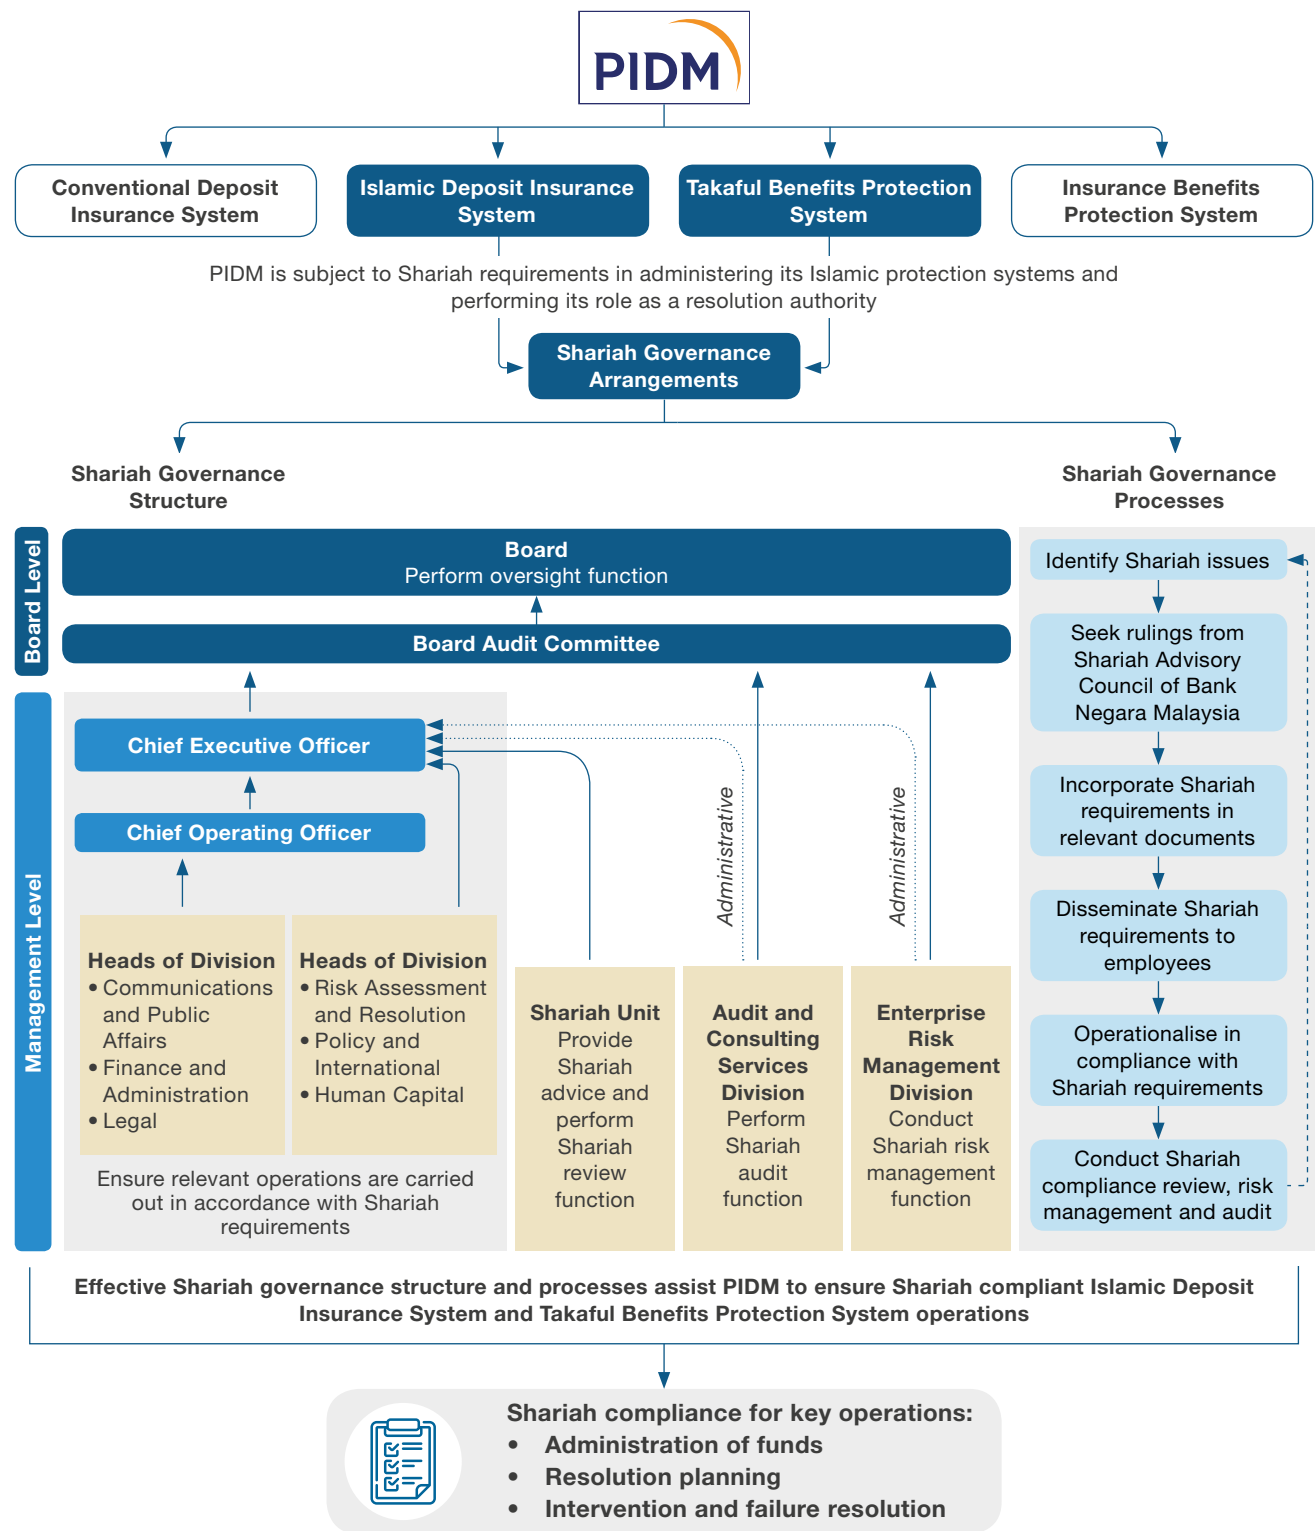 PIDM
Conventional Deposit
Insurance System
Islamic Deposit Insurance
System
Takaful Benefits Protection
System
Insurance Benefits
Protection System
PIDM is subject to Shariah requirements in administering its Islamic protection systems and
performing its role as a resolution authority
Shariah Governance
Arrangements
Shariah Governance
Structure
Shariah Governance
Processes
Board Level
Board
Perform oversight function
Board Audit Committee
Management Level
Chief Executive Officer
Chief Operating Officer
Administrative
Administrative
Heads of Division
• Communications
and Public
Affairs
• Finance and
Administration
• Legal
Heads of Division
• Risk Assessment
and Resolution
• Policy and
International
• Human Capital
Ensure relevant operations are carried
out in accordance with Shariah
requirements
Shariah Unit
Provide
Shariah
advice and
perform
Shariah
review
function
Audit and
Consulting
Services
Division
Perform
Shariah
audit
function
Enterprise
Risk
Management
Division
Conduct
Shariah risk
management
function
Identify Shariah issues
Seek rulings from
Shariah Advisory
Council of Bank
Negara Malaysia
Incorporate Shariah
requirements in
relevant documents
Disseminate Shariah
requirements to
employees
Operationalise in
compliance with
Shariah requirements
Conduct Shariah
compliance review, risk
management and audit
Effective Shariah governance structure and processes assist PIDM to ensure Shariah compliant Islamic Deposit
Insurance System and Takaful Benefits Protection System operations
Shariah compliance for key operations:
• Administration of funds
• Resolution planning
• Intervention and failure resolution